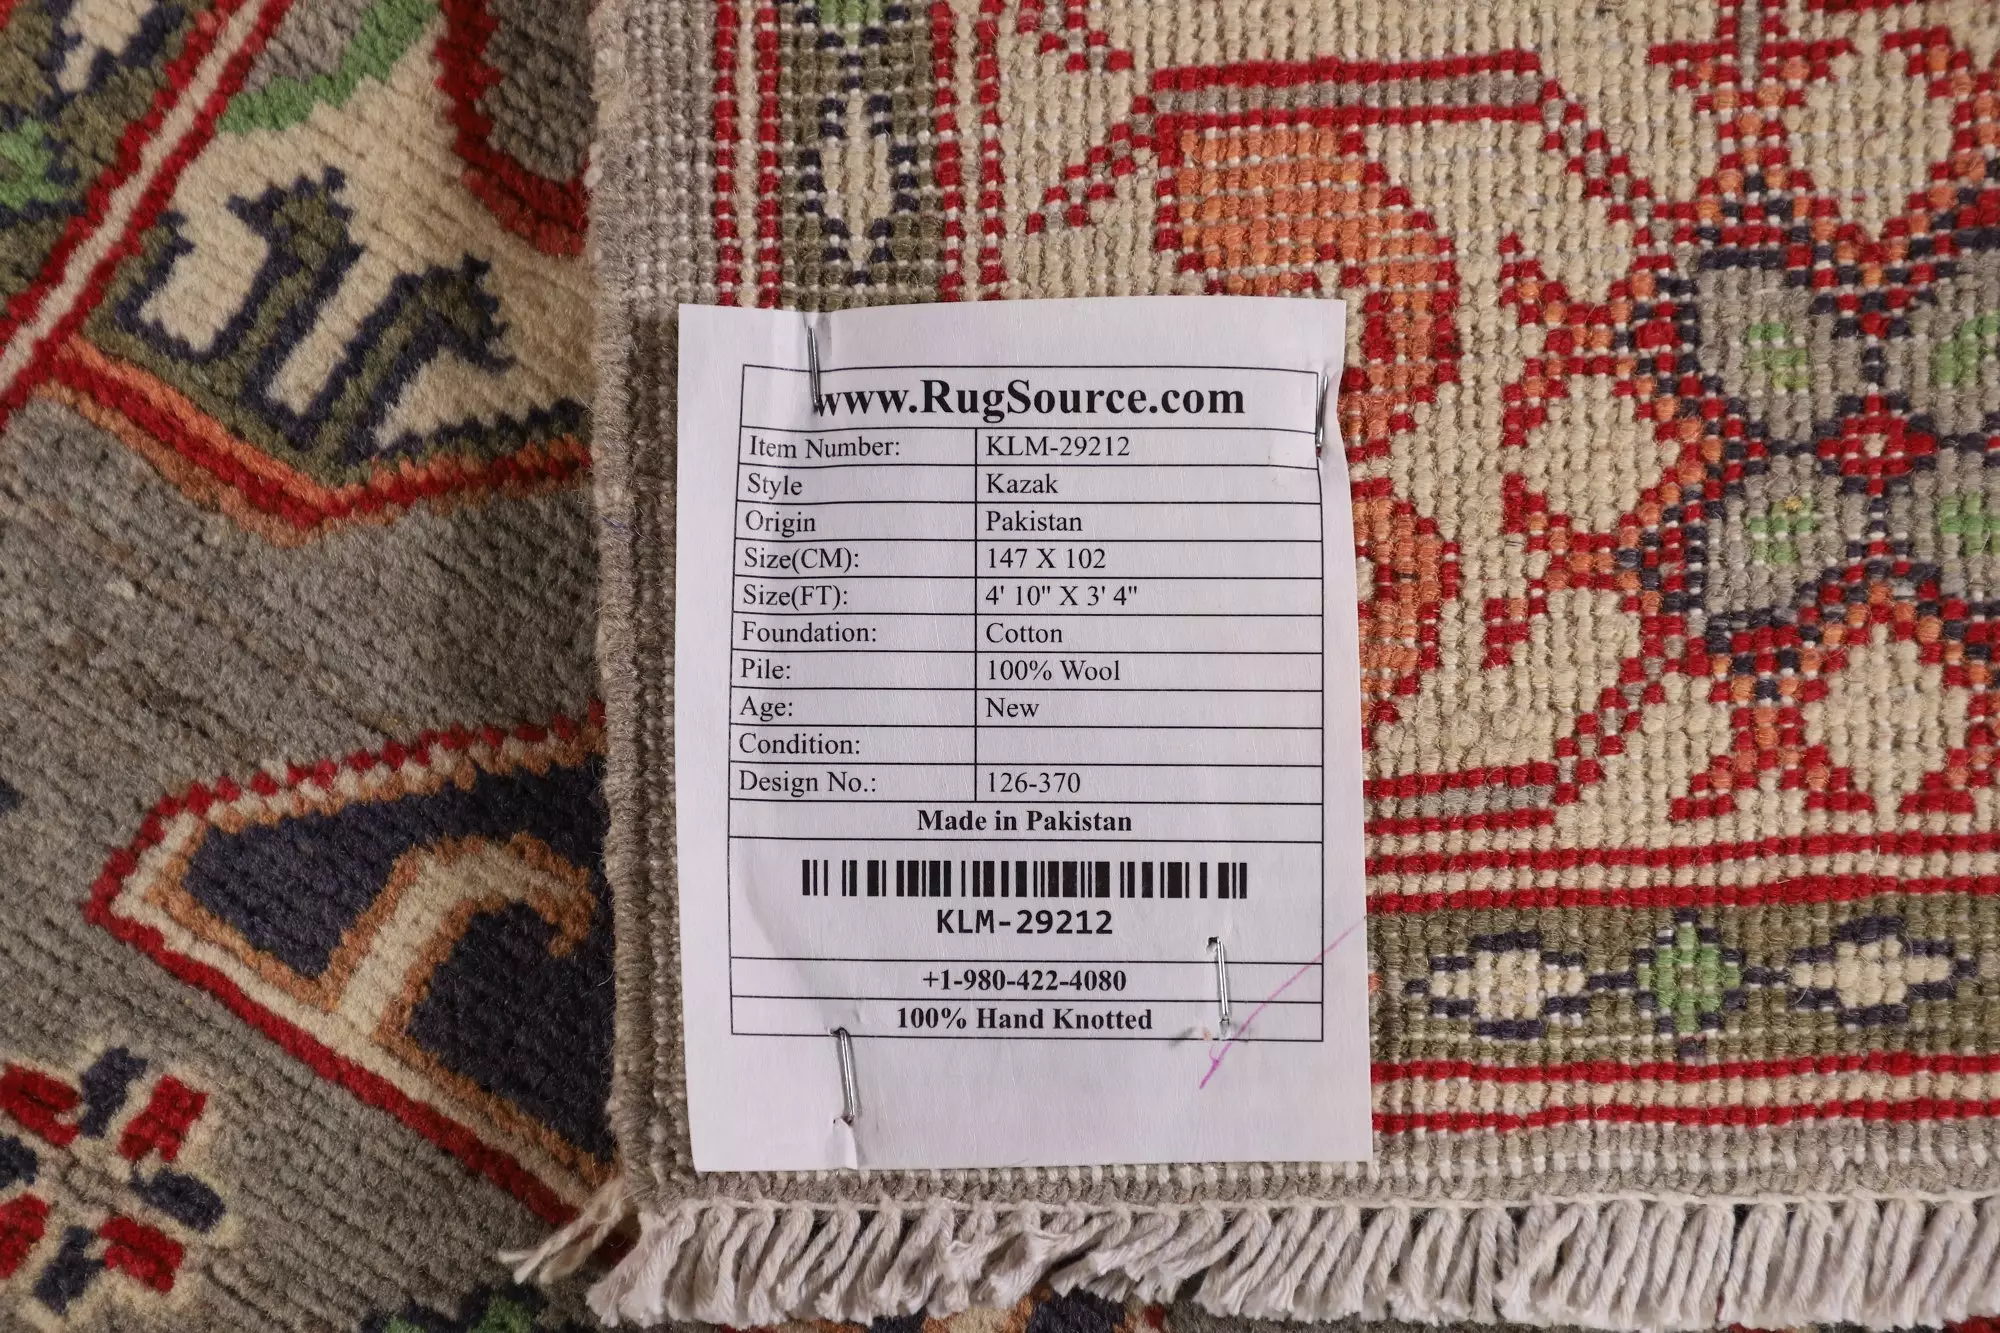 www.RugSource.com
Item Number: KLM-29212
Style Kazak
Origin Pakistan
Size(CM): 147 X 102
Size(FT): 4' 10" X 3' 4"
Foundation: Cotton
Pile: 100% Wool
Age: New
Condition:
Design No.: 126-370
Made in Pakistan
KLM-29212
+1-980-422-4080
100% Hand Knotted